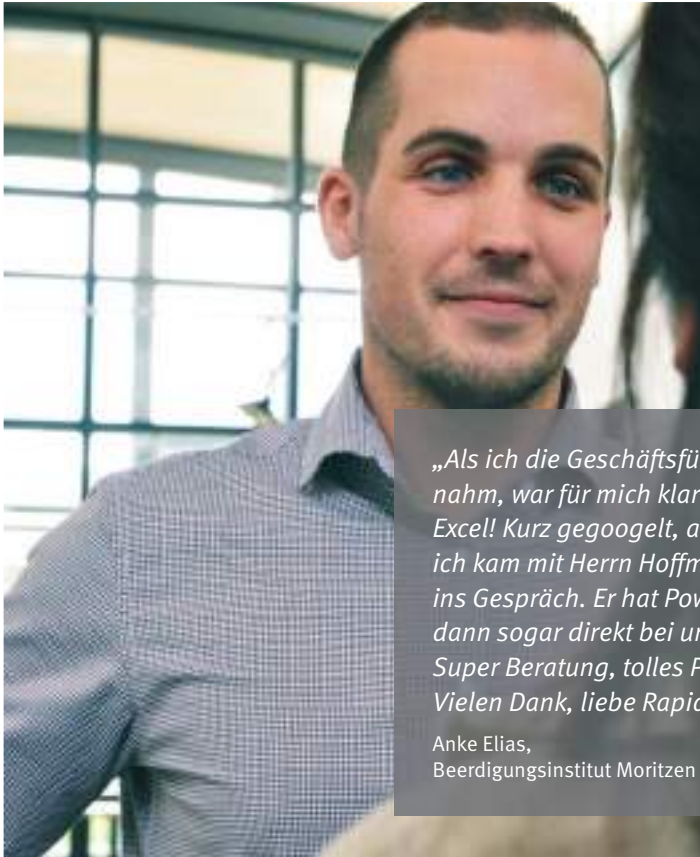 „Als ich die Geschäftsfü
nahm, war für mich klar
Excel! Kurz gegoogelt, a
ich kam mit Herrn Hoffm
ins Gespräch. Er hat Pow
dann sogar direkt bei u
Super Beratung, tolles
Vielen Dank, liebe Rapid
Anke Elias,
Beerdigungsinstitut Moritzen